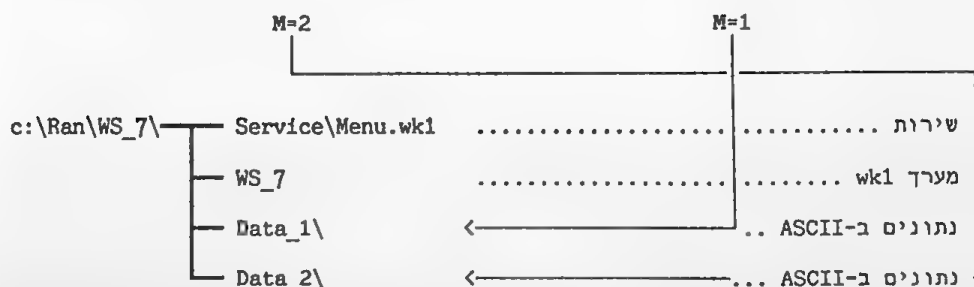 M=2 M=1
c:\Ran\WS_7\ Service\Menu.wk1 .............................. שירות
WS_7 ........................... מערך wk1
Data_1\ <─────── .. נתונים ב-ASCII
Data 2\ <─────── ... נתונים ב-ASCII